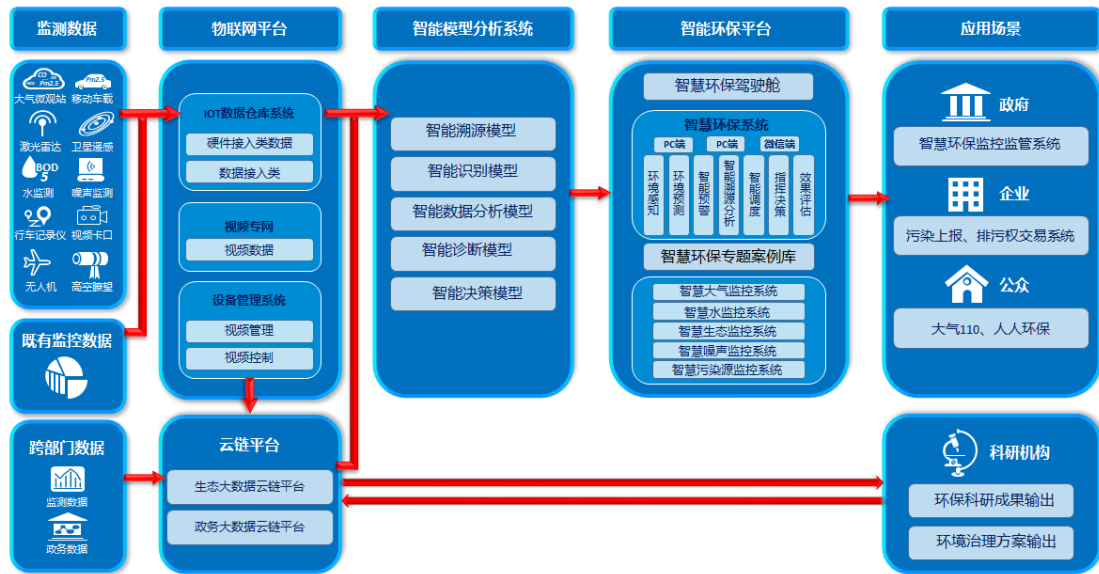 监测数据
物联网平台
智能模型分析系统
智能环保平台
应用场景
CO
Pm2.5
Pm2.5
大气微观站
移动车载
激光雷达
卫星遥感
BOD
5
水监测
噪声监测
行车记录仪
视频卡口
无人机
高空瞭望
既有监控数据
跨部门数据
监测数据
政务数据
IOT数据仓库系统
硬件接入类数据
数据接入类
视频专网
视频数据
设备管理系统
视频管理
视频控制
云链平台
生态大数据云链平台
政务大数据云链平台
智能溯源模型
智能识别模型
智能数据分析模型
智能诊断模型
智能决策模型
智慧环保驾驶舱
智慧环保系统
PC端
PC端
微信端
环境感知
环境预测
智能预警
智能溯源分析
智能调度
指挥决策
效果评估
智慧环保专题案例库
智慧大气监控系统
智慧水监控系统
智慧生态监控系统
智慧噪声监控系统
智慧污染源监控系统
政府
智慧环保监控监管系统
企业
污染上报、排污权交易系统
公众
大气110、人人环保
科研机构
环保科研成果输出
环境治理方案输出